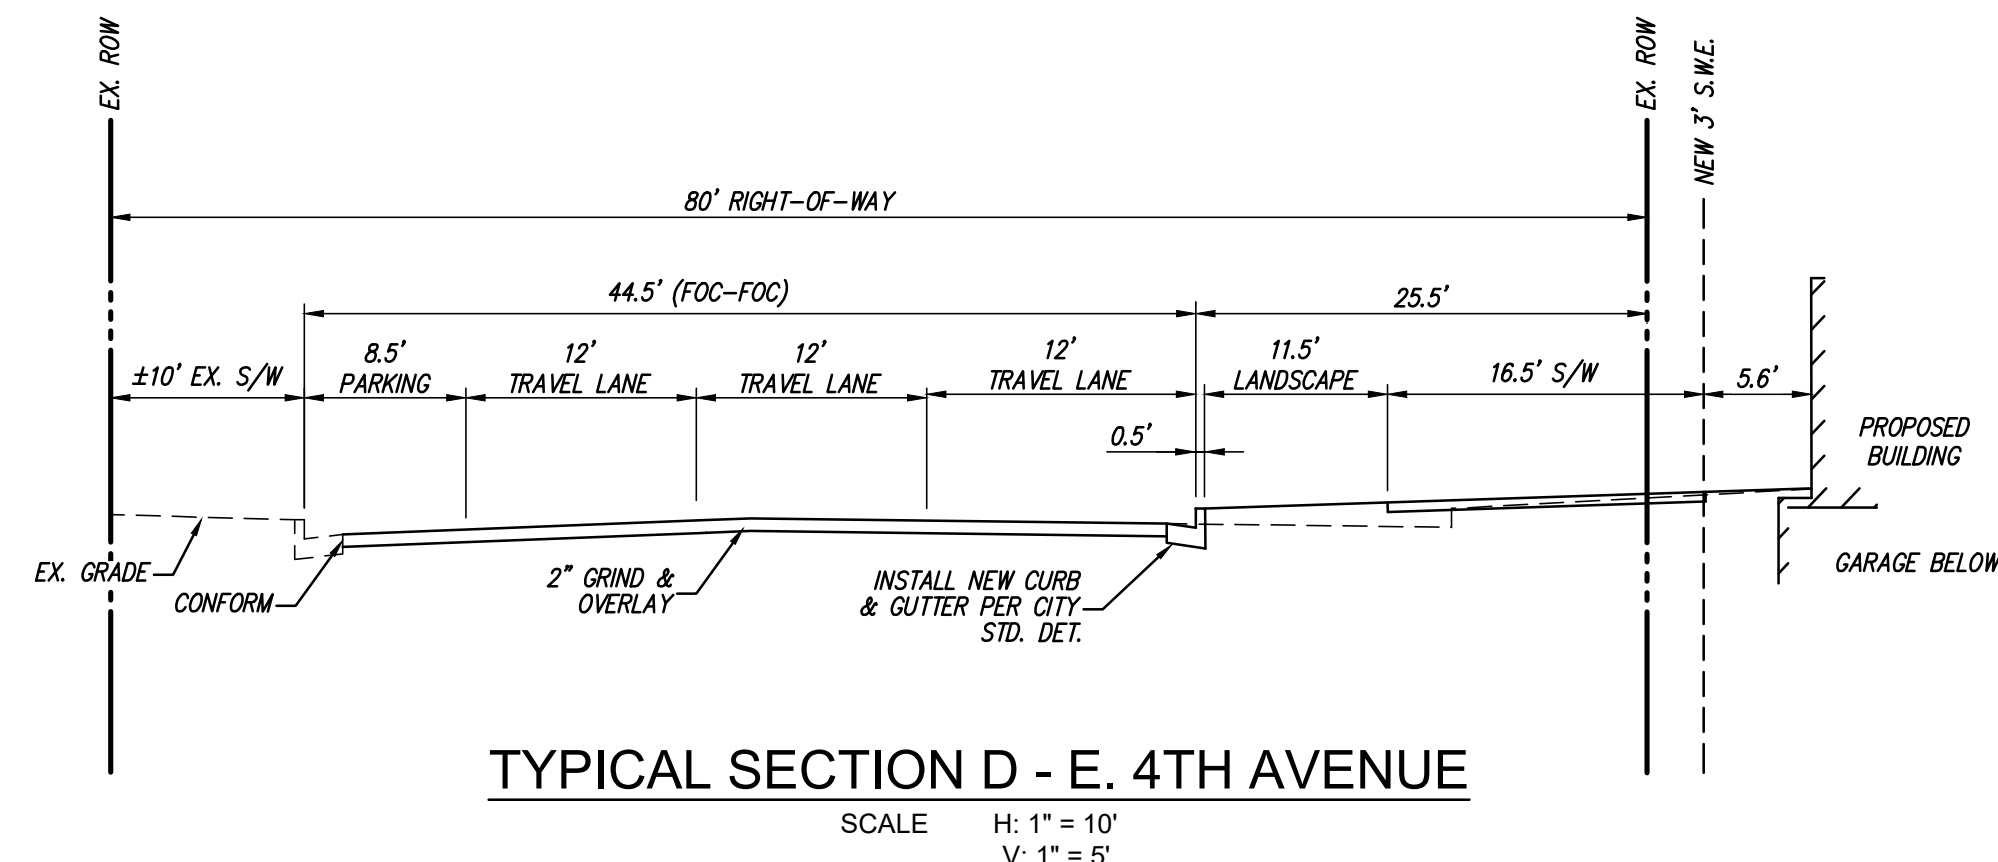 EX. ROW
EX. ROW
NEW 3' S.W.E.
80' RIGHT-OF-WAY
44.5' (FOC-FOC)
25.5'
±10' EX. S/W
8.5'
PARKING
12'
TRAVEL LANE
12'
TRAVEL LANE
12'
TRAVEL LANE
11.5'
LANDSCAPE
16.5' S/W
5.6'
0.5'
PROPOSED
BUILDING
GARAGE BELOW
EX. GRADE
CONFORM
2" GRIND &
OVERLAY
INSTALL NEW CURB
& GUTTER PER CITY
STD. DET.
TYPICAL SECTION D - E. 4TH AVENUE
SCALE H: 1" = 10'
V: 1" = 5'